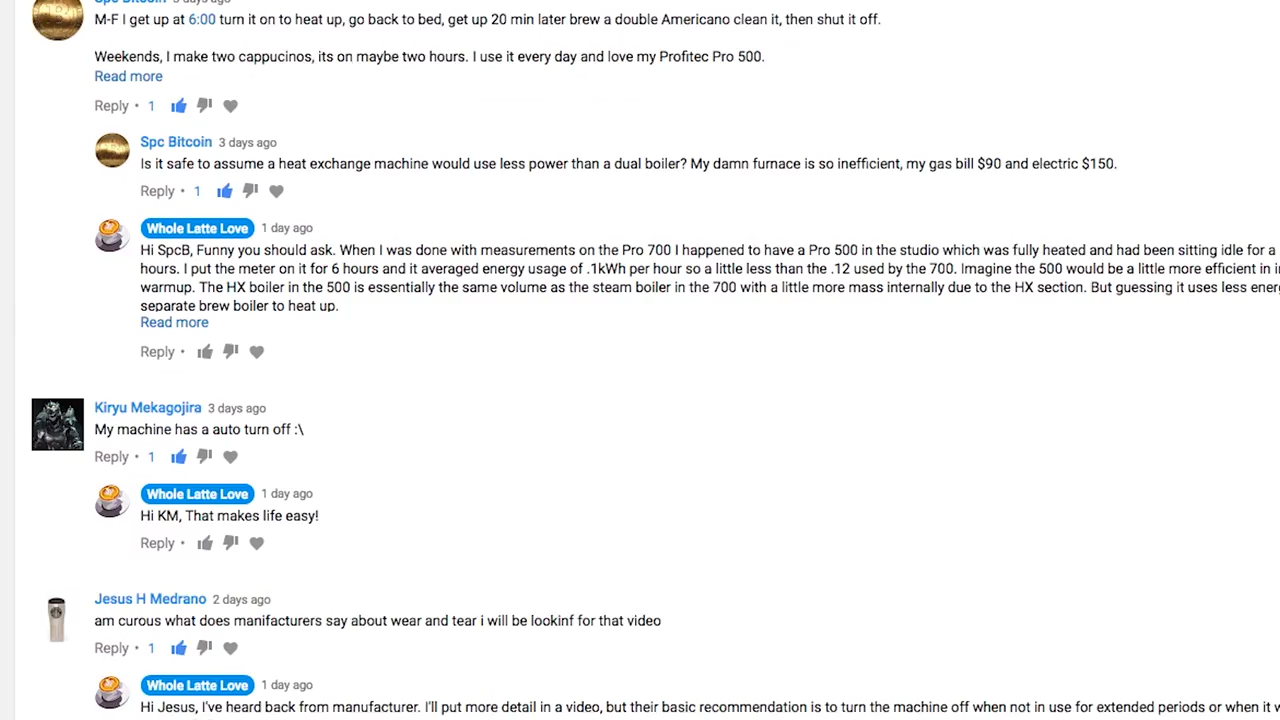 M-F I get up at 6:00 turn it on to heat up, go back to bed, get up 20 min later brew a double Americano clean it, then shut it off.
Weekends, I make two cappucinos, its on maybe two hours. I use it every day and love my Profitec Pro 500.
Read more
Reply • 1
Spc Bitcoin 3 days ago
Is it safe to assume a heat exchange machine would use less power than a dual boiler? My damn furnace is so inefficient, my gas bill $90 and electric $150.
Reply • 1
Whole Latte Love 1 day ago
Hi SpcB, Funny you should ask. When I was done with measurements on the Pro 700 I happened to have a Pro 500 in the studio which was fully heated and had been sitting idle for a
hours. I put the meter on it for 6 hours and it averaged energy usage of .1kWh per hour so a little less than the .12 used by the 700. Imagine the 500 would be a little more efficient in
warmup. The HX boiler in the 500 is essentially the same volume as the steam boiler in the 700 with a little more mass internally due to the HX section. But guessing it uses less
separate brew boiler to heat up.
Read more
Reply •
Kiryu Mekagojira 3 days ago
My machine has a auto turn off :\
Reply • 1
Whole Latte Love 1 day ago
Hi KM, That makes life easy!
Reply •
Jesus H Medrano 2 days ago
am curous what does manifacturers say about wear and tear i will be lookinf for that video
Reply • 1
Whole Latte Love 1 day ago
Hi Jesus, I've heard back from manufacturer. I'll put more detail in a video, but their basic recommendation is to turn the machine off when not in use for extended periods or when it